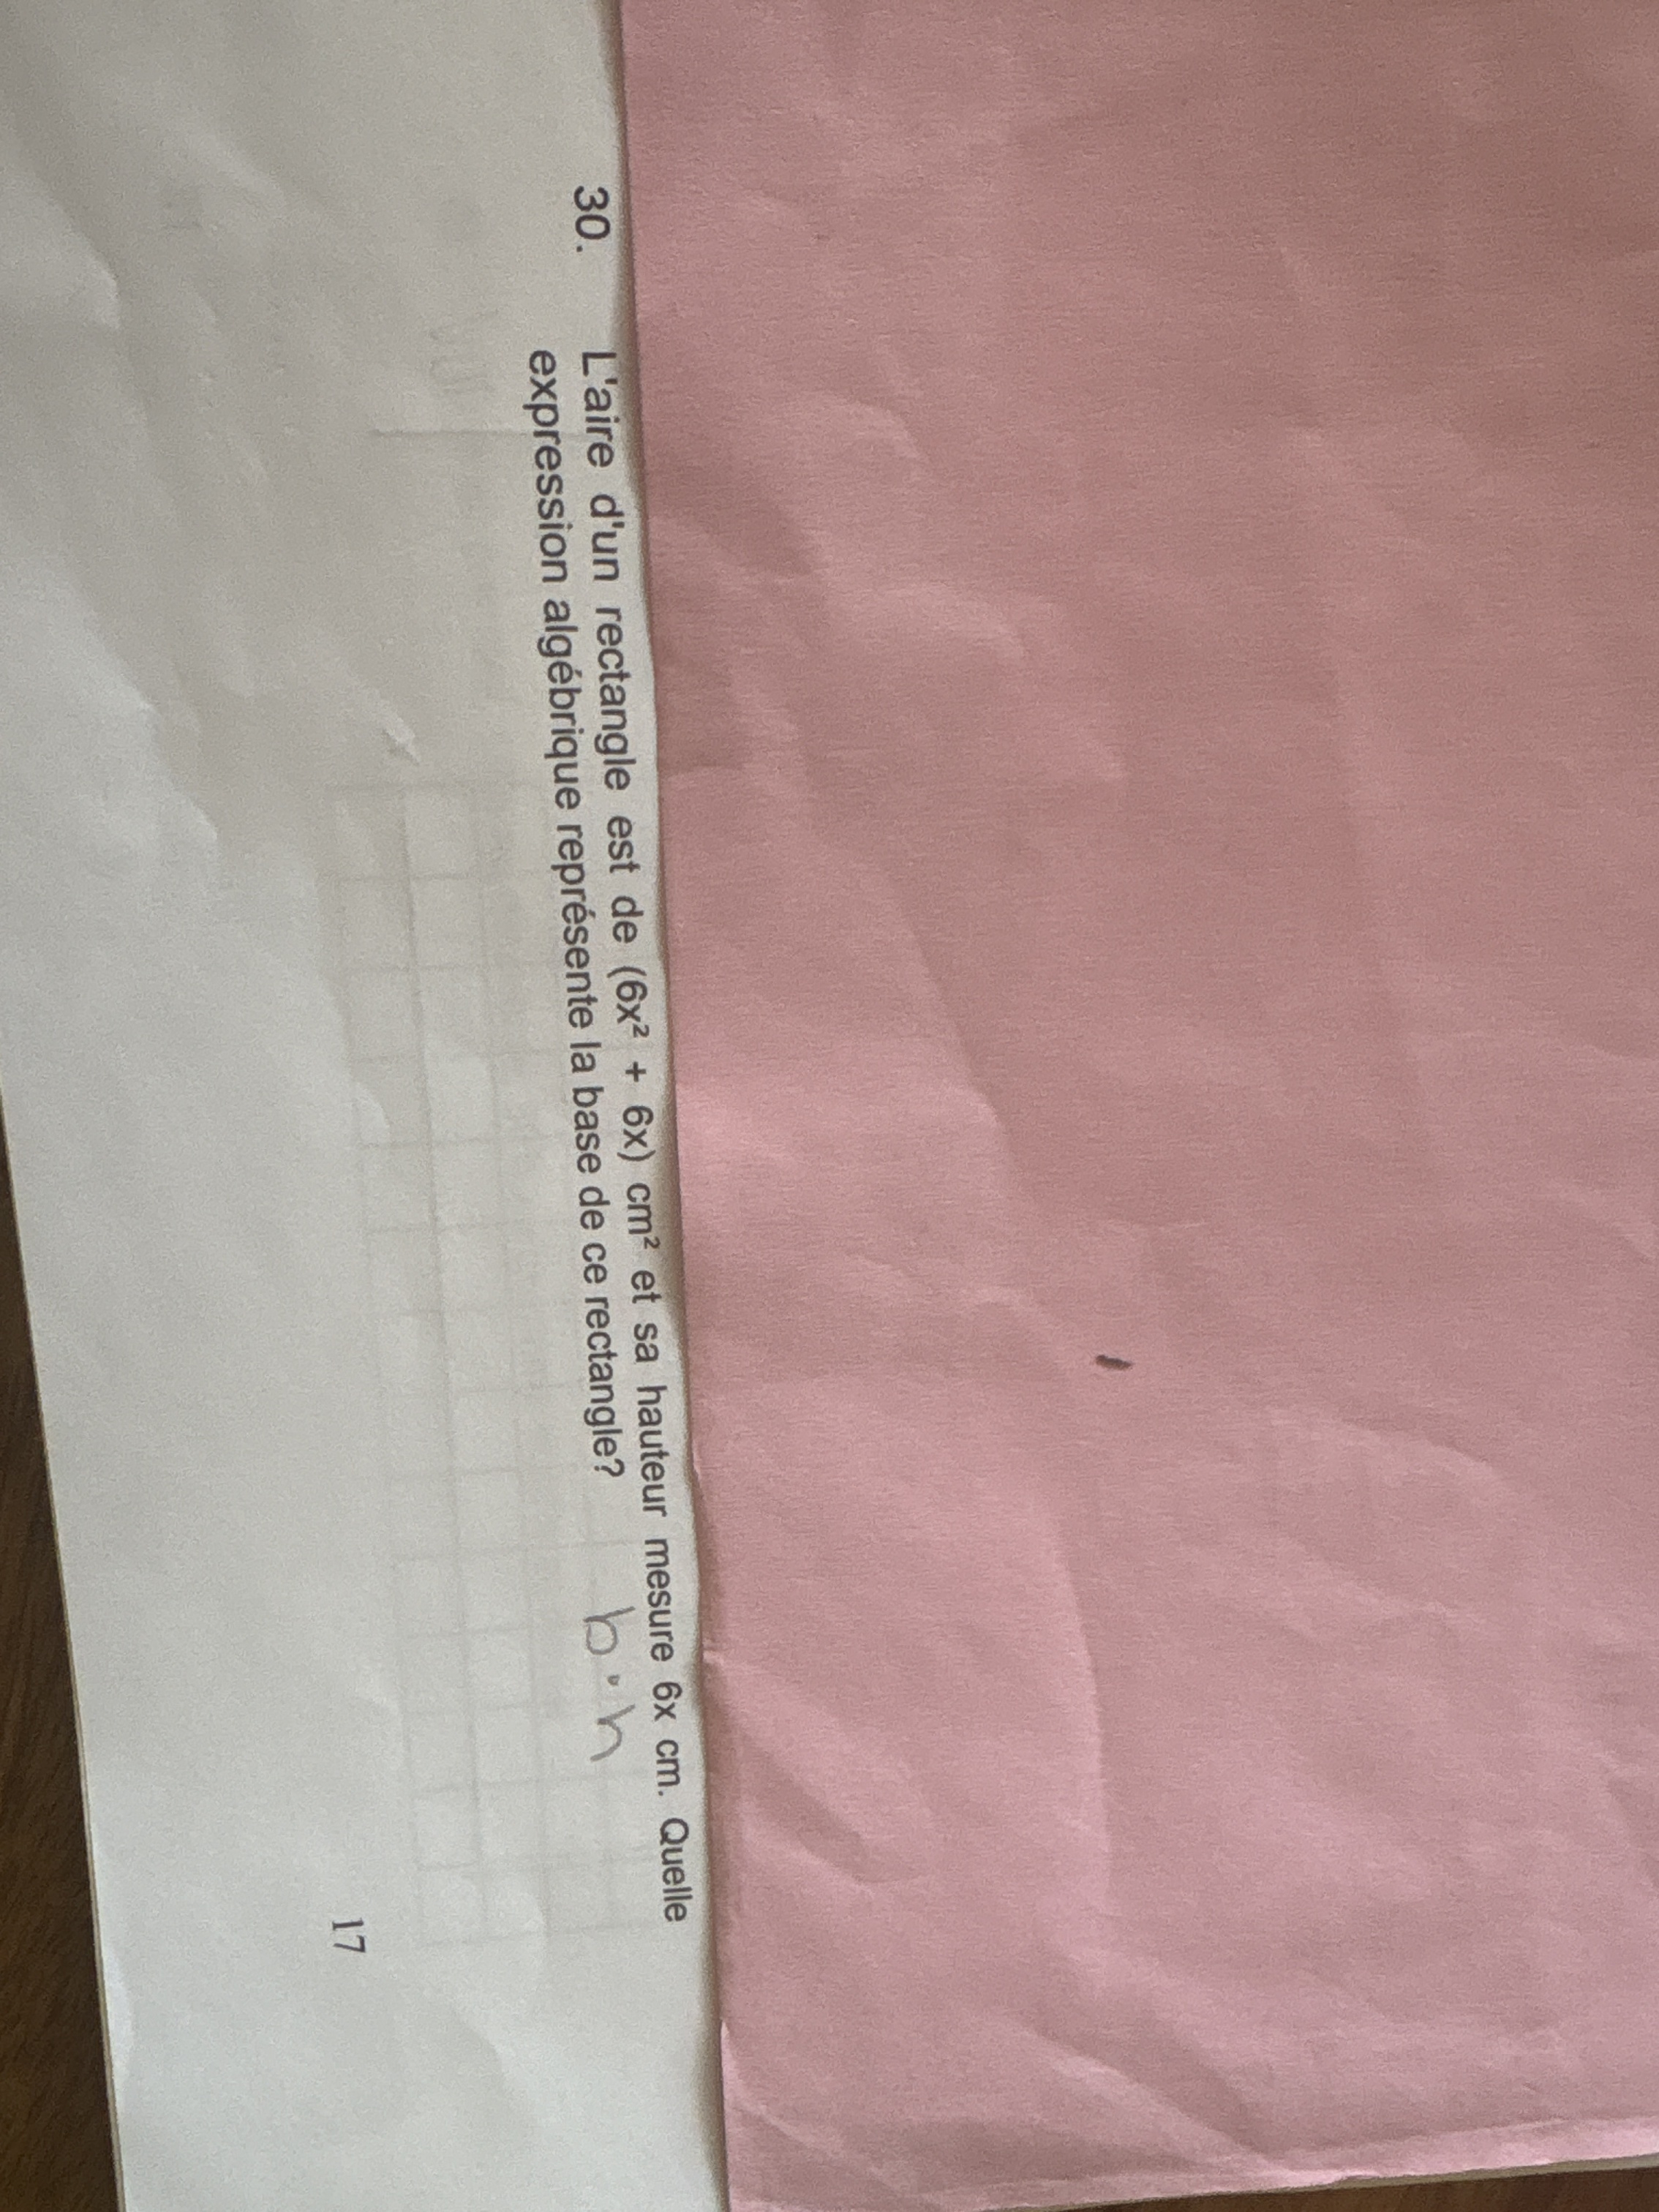 30. L'aire d'un rectangle est de (6x² + 6x) cm² et sa hauteur mesure 6x cm. Quelle
expression algébrique représente la base de ce rectangle?
b · h
17